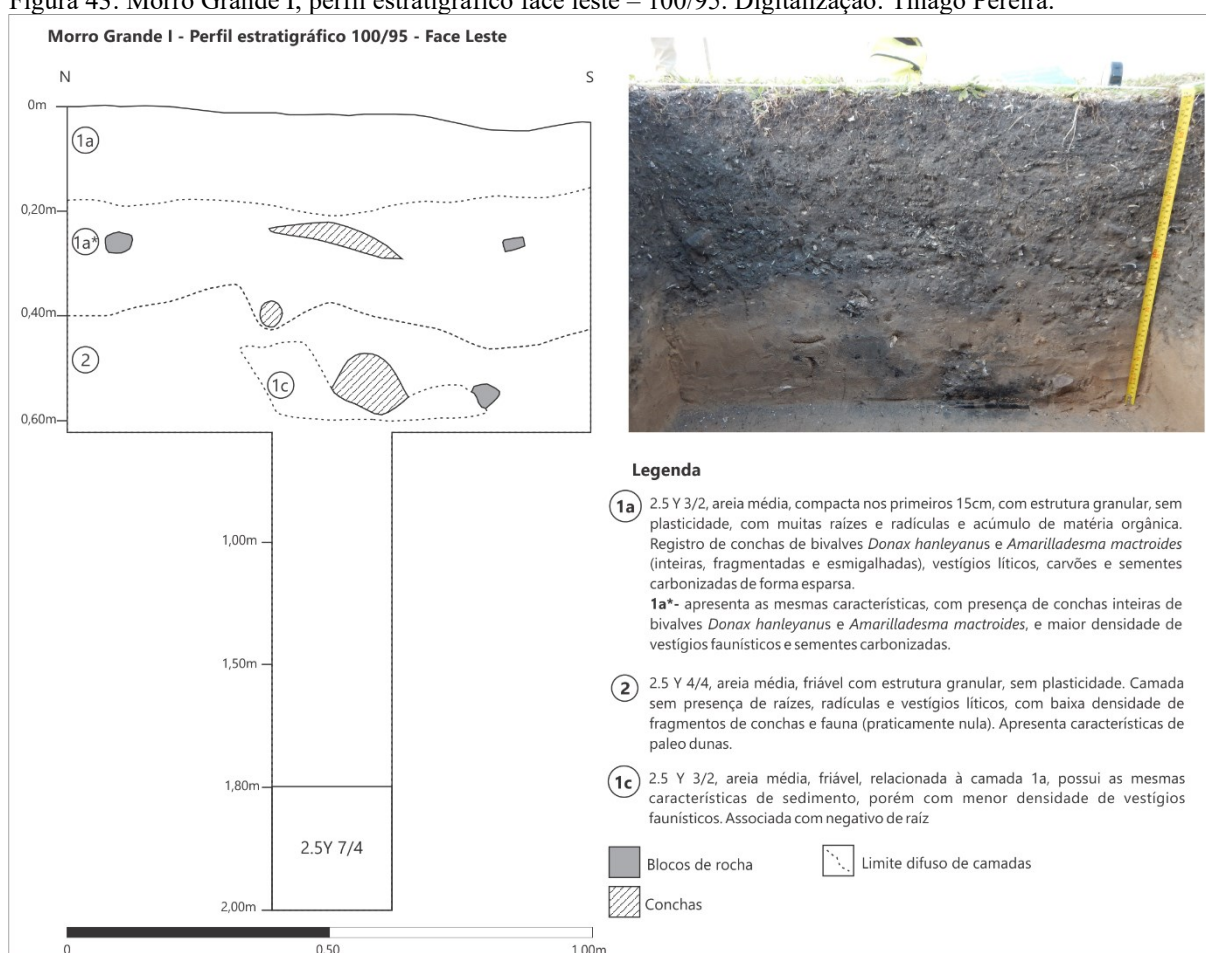 Figura 43: Morro Grande I, perfil estratigráfico face leste – 100/95. Digitalização: Thiago Pereira.
Morro Grande I - Perfil estratigráfico 100/95 - Face Leste
N
S
0m
1a
0,20m
1a*
0,40m
2
1c
0,60m
1,00m
1,50m
1,80m
2.5Y 7/4
2,00m
0
0,50
1,00m
Legenda
1a
2.5 Y 3/2, areia média, compacta nos primeiros 15cm, com estrutura granular, sem
plasticidade, com muitas raízes e radículas e acúmulo de matéria orgânica.
Registro de conchas de bivalves Donax hanleyanus e Amarilladesma mactroides
(inteiras, fragmentadas e esmigalhadas), vestígios líticos, carvões e sementes
carbonizadas de forma esparsa.
1a*- apresenta as mesmas características, com presença de conchas inteiras de
bivalves Donax hanleyanus e Amarilladesma mactroides, e maior densidade de
vestígios faunísticos e sementes carbonizadas.
2
2.5 Y 4/4, areia média, friável com estrutura granular, sem plasticidade. Camada
sem presença de raízes, radículas e vestígios líticos, com baixa densidade de
fragmentos de conchas e fauna (praticamente nula). Apresenta características de
paleo dunas.
1c
2.5 Y 3/2, areia média, friável, relacionada à camada 1a, possui as mesmas
características de sedimento, porém com menor densidade de vestígios
faunísticos. Associada com negativo de raíz
Blocos de rocha
Limite difuso de camadas
Conchas